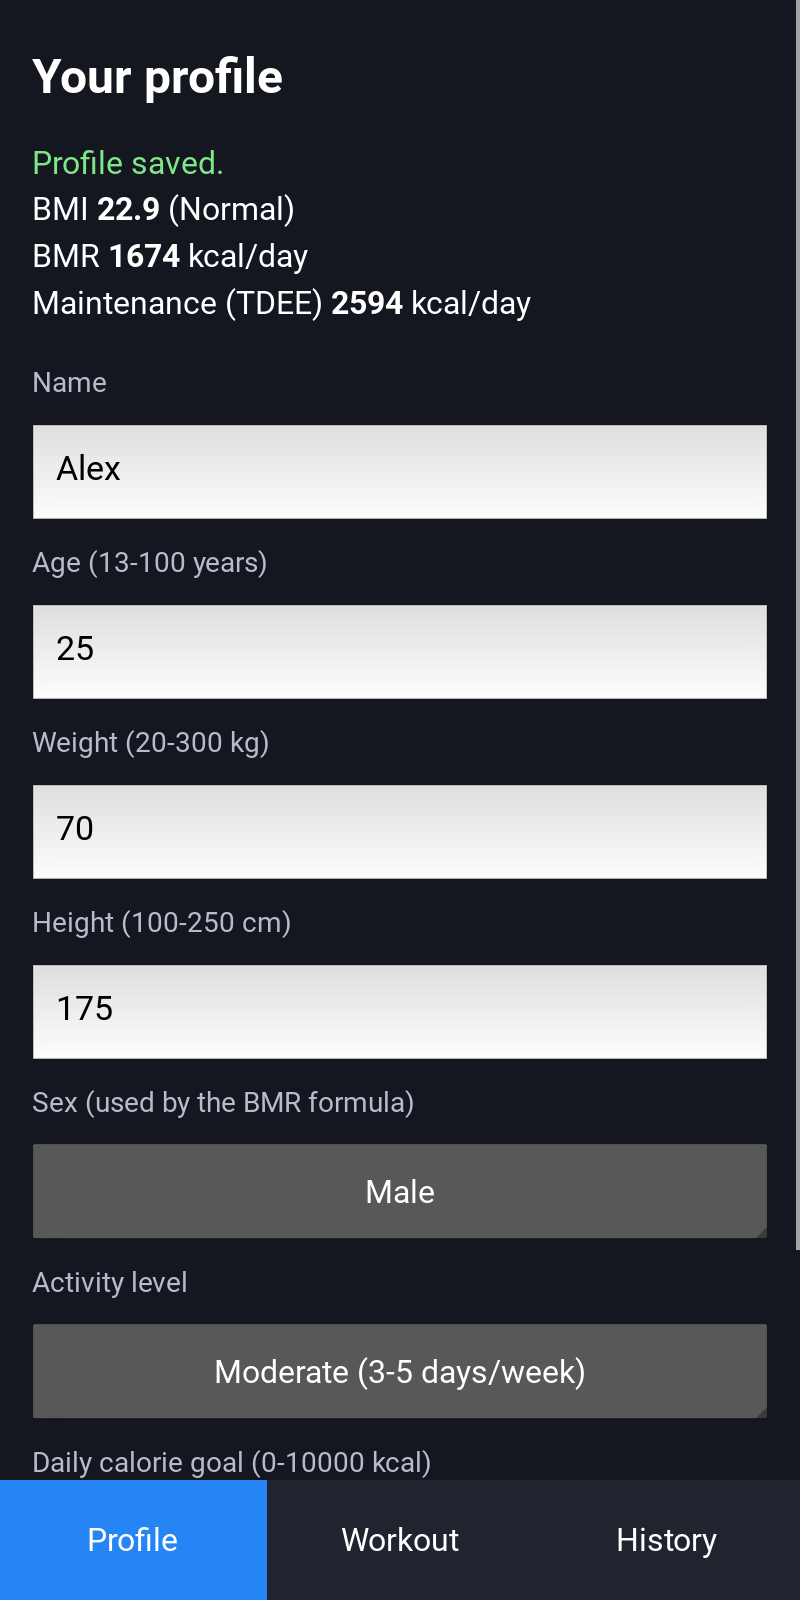 Your profile
Profile saved.
BMI 22.9 (Normal)
BMR 1674 kcal/day
Maintenance (TDEE) 2594 kcal/day
Name
Alex
Age (13-100 years)
25
Weight (20-300 kg)
70
Height (100-250 cm)
175
Sex (used by the BMR formula)
Male
Activity level
Moderate (3-5 days/week)
Daily calorie goal (0-10000 kcal)
Profile Workout History